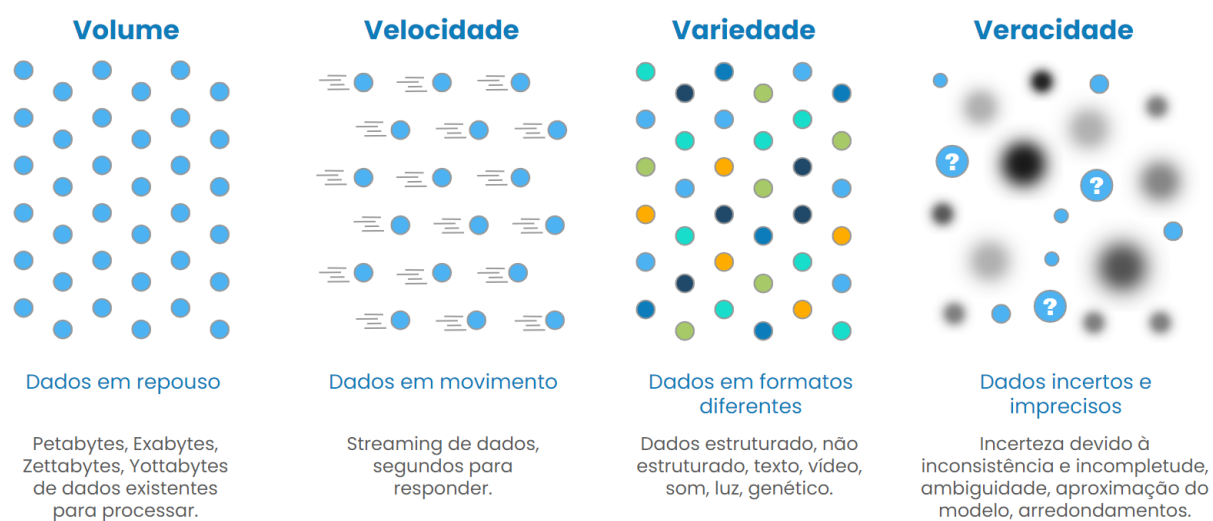 Volume
Dados em repouso
Petabytes, Exabytes,
Zettabytes, Yottabytes
de dados existentes
para processar.
Velocidade
Dados em movimento
Streaming de dados,
segundos para
responder.
Variedade
Dados em formatos
diferentes
Dados estruturado, não
estruturado, texto, vídeo,
som, luz, genético.
Veracidade
?
?
?
Dados incertos e
imprecisos
Incerteza devido à
inconsistência e incompletude,
ambiguidade, aproximação do
modelo, arredondamentos.